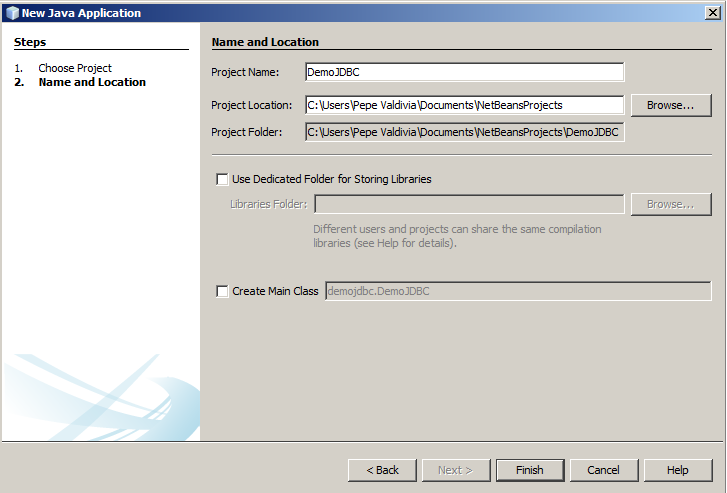 New Java Application
Steps
1. Choose Project
2. Name and Location
Name and Location
Project Name: DemoJDBC
Project Location: C:\Users\Pepe Valdivia\Documents\NetBeansProjects Browse...
Project Folder: C:\Users\Pepe Valdivia\Documents\NetBeansProjects\DemoJDBC
Use Dedicated Folder for Storing Libraries
Libraries Folder: Browse...
Different users and projects can share the same compilation
libraries (see Help for details).
Create Main Class demojdbc.DemoJDBC
< Back Next > Finish Cancel Help